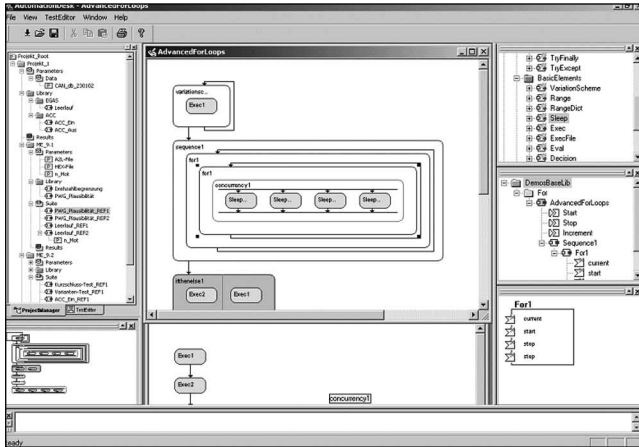 AutomationDesk - AdvancedForLoops
File View TestEditor Window Help
Projekt_Root
Projekt_1
Parameters
Data
CAN_db_230102
Library
EGAS
Leerlauf
ACC
ACC_Ein
ACC_Aus
Results
ME_9.1
Parameters
A2L-File
HEX-File
n_Mot
Library
Drehzahlbegrenzung
PWG_Plausibilität
Suite
PWG_Plausibilität_REF1
PWG_Plausibilität_REF2
Leerlauf_REF1
Leerlauf_REF2
n_Mot
Results
ME_9.2
Parameters
Library
Suite
Kurzschluss-Test_REF1
Varianten-Test_REF1
ACC_Ein_REF1
ProjektManager TestEditor
AdvancedForLoops
variationsc...
Exec1
sequence1
for1
for1
concurrency1
Sleep... Sleep... Sleep... Sleep...
ifthenelse1
Exec2 Exec1
Exec1
Exec2
concurrency1
TryFinally
TryExcept
BasicElements
VariationScheme
Range
RangeDict
Sleep
Exec
ExecFile
Eval
Decision
DemosBaseLib
For
AdvancedForLoops
Start
Stop
Increment
Sequence1
For1
current
start
For1
current
start
stop
step
eady